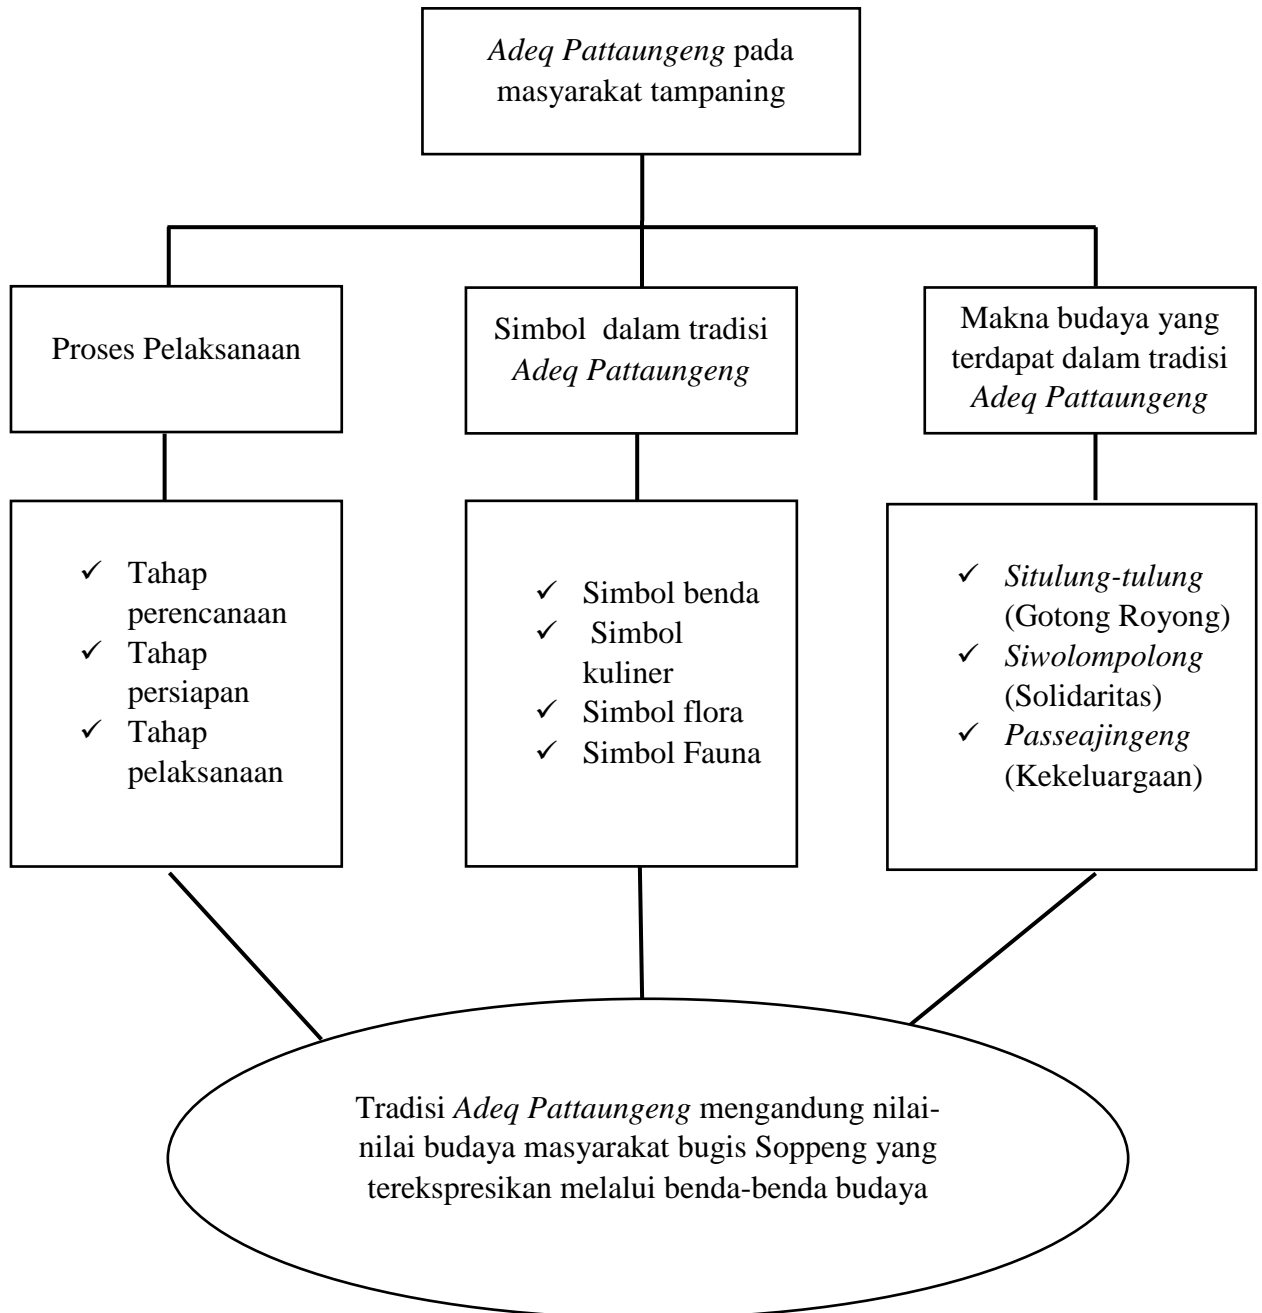 Adeq Pattaungeng pada
masyarakat tampaning
Proses Pelaksanaan
Simbol dalam tradisi
Adeq Pattaungeng
Makna budaya yang
terdapat dalam tradisi
Adeq Pattaungeng
✓ Tahap
perencanaan
✓ Tahap
persiapan
✓ Tahap
pelaksanaan
✓ Simbol benda
✓ Simbol
kuliner
✓ Simbol flora
✓ Simbol Fauna
✓ Situlung-tulung
(Gotong Royong)
✓ Siwolompolong
(Solidaritas)
✓ Passeajingeng
(Kekeluargaan)
Tradisi Adeq Pattaungeng mengandung nilai-
nilai budaya masyarakat bugis Soppeng yang
terekspresikan melalui benda-benda budaya